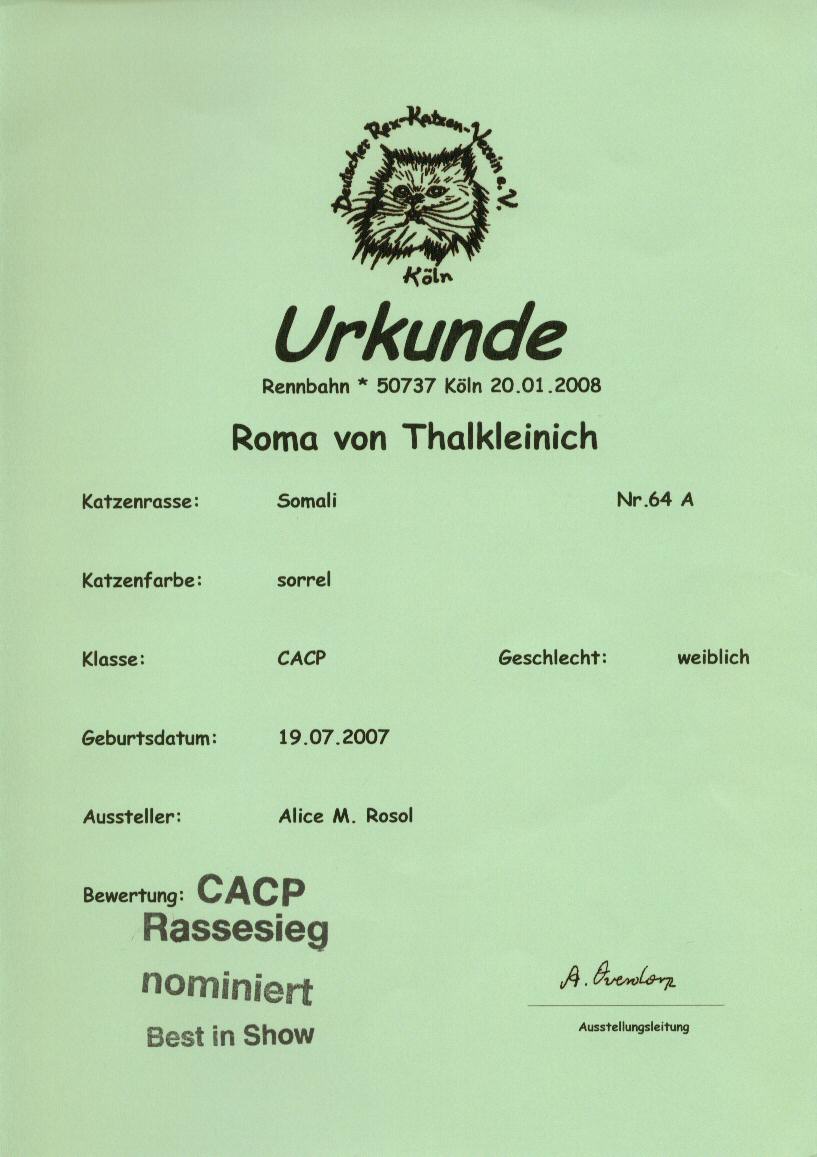 Deutscher Rex-Katzen-Verein e.V.
Köln
Urkunde
Rennbahn * 50737 Köln 20.01.2008
Roma von Thalkleinich
Katzenrasse: Somali Nr.64 A
Katzenfarbe: sorrel
Klasse: CACP Geschlecht: weiblich
Geburtsdatum: 19.07.2007
Aussteller: Alice M. Rosol
Bewertung: CACP
Rassesieg
nominiert
Best in Show
A.
Ausstellungsleitung